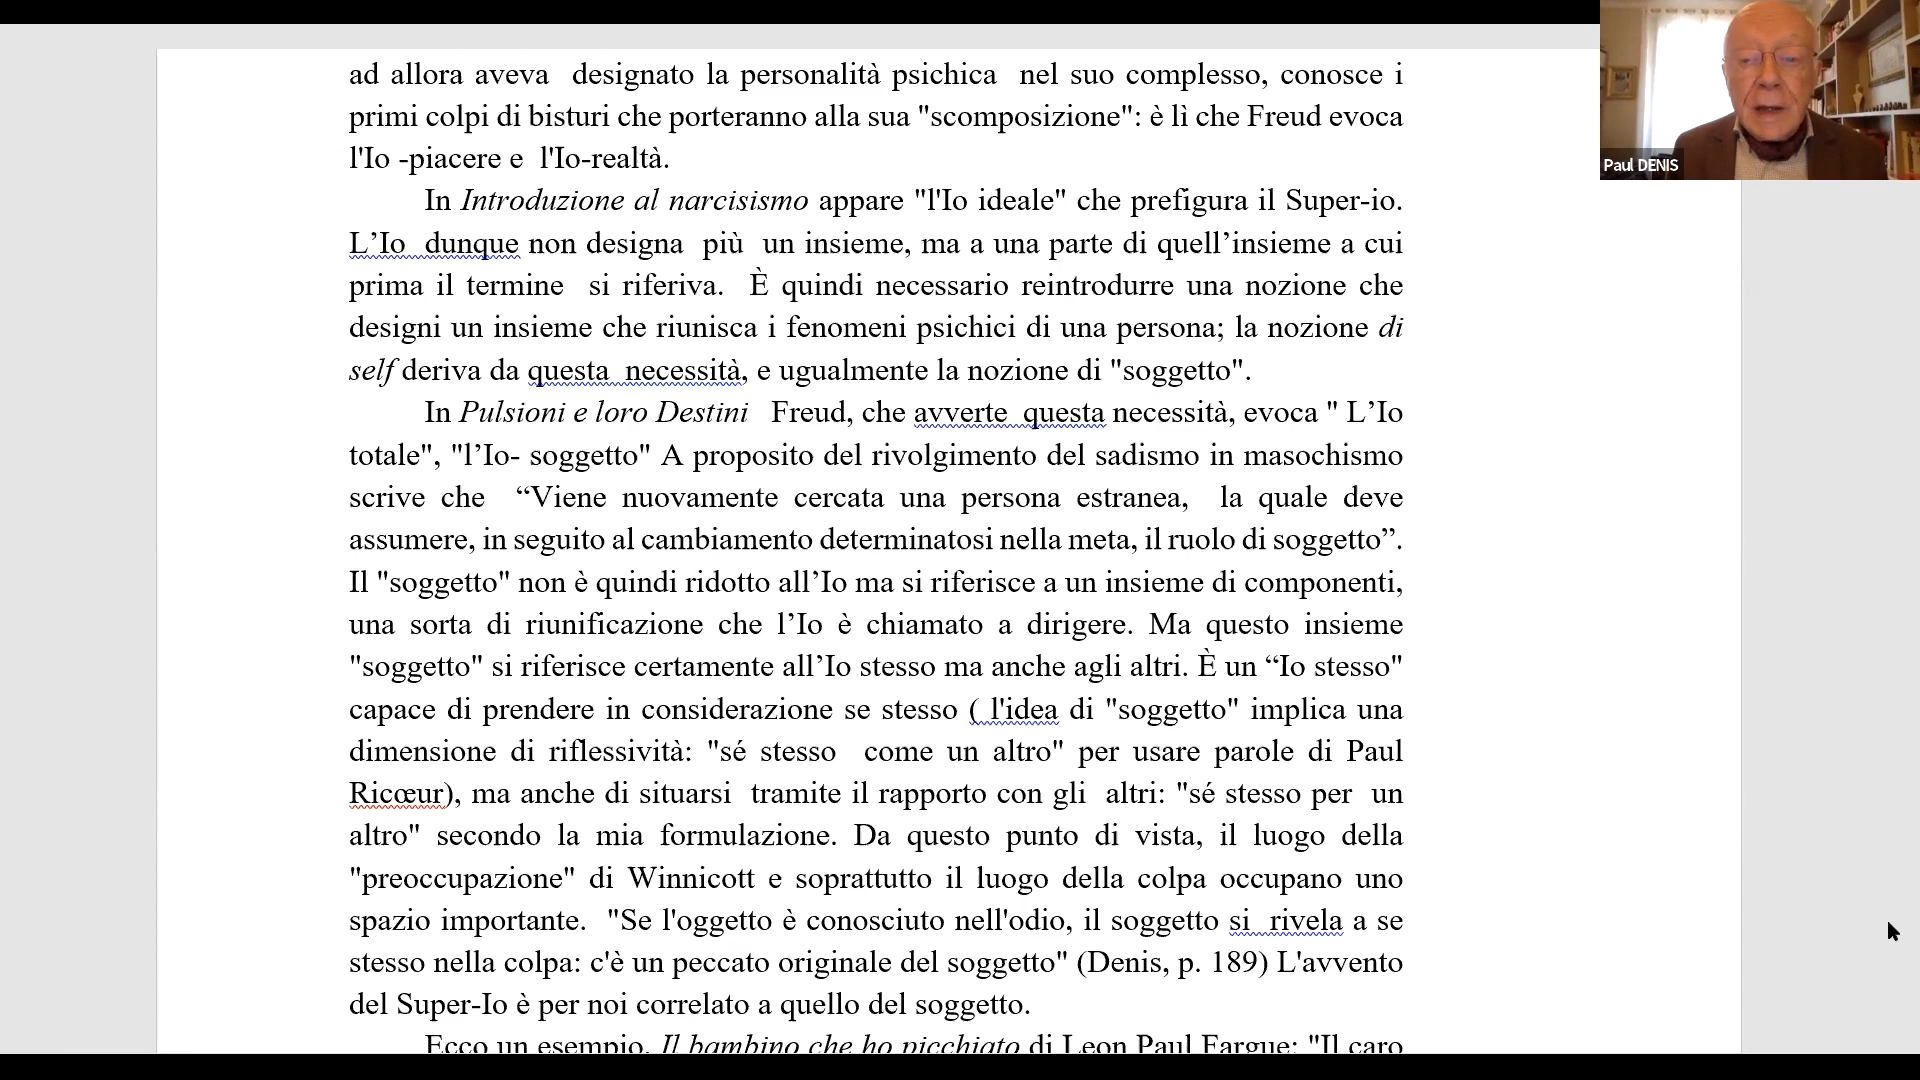 ad allora aveva  designato la personalità psichica  nel suo complesso, conosce i
primi colpi di bisturi che porteranno alla sua "scomposizione": è lì che Freud evoca
l'Io -piacere e  l'Io-realtà.
In Introduzione al narcisismo appare "l'Io ideale" che prefigura il Super-io.
L’Io  dunque non designa  più  un insieme, ma a una parte di quell’insieme a cui
prima il termine  si riferiva.  È quindi necessario reintrodurre una nozione che
designi un insieme che riunisca i fenomeni psichici di una persona; la nozione di
self deriva da questa  necessità, e ugualmente la nozione di "soggetto".
In Pulsioni e loro Destini   Freud, che avverte  questa necessità, evoca " L’Io
totale", "l’Io- soggetto" A proposito del rivolgimento del sadismo in masochismo
scrive che  “Viene nuovamente cercata una persona estranea,  la quale deve
assumere, in seguito al cambiamento determinatosi nella meta, il ruolo di soggetto”.
Il "soggetto" non è quindi ridotto all’Io ma si riferisce a un insieme di componenti,
una sorta di riunificazione che l’Io è chiamato a dirigere. Ma questo insieme
"soggetto" si riferisce certamente all’Io stesso ma anche agli altri. È un “Io stesso"
capace di prendere in considerazione se stesso ( l'idea di "soggetto" implica una
dimensione di riflessività: "sé stesso  come un altro" per usare parole di Paul
Ricœur), ma anche di situarsi  tramite il rapporto con gli  altri: "sé stesso per  un
altro" secondo la mia formulazione. Da questo punto di vista, il luogo della
"preoccupazione" di Winnicott e soprattutto il luogo della colpa occupano uno
spazio importante.  "Se l'oggetto è conosciuto nell'odio, il soggetto si  rivela a se
stesso nella colpa: c'è un peccato originale del soggetto" (Denis, p. 189) L'avvento
del Super-Io è per noi correlato a quello del soggetto.
Ecco un esempio. Il bambino che ho picchiato di Leon Paul Fargue: "Il caro
Paul DENIS